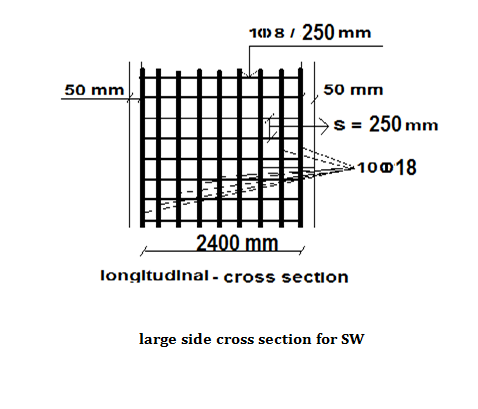 10Φ8 / 250 mm
50 mm
50 mm
S = 250 mm
10Φ18
2400 mm
longitudinal - cross section
large side cross section for SW